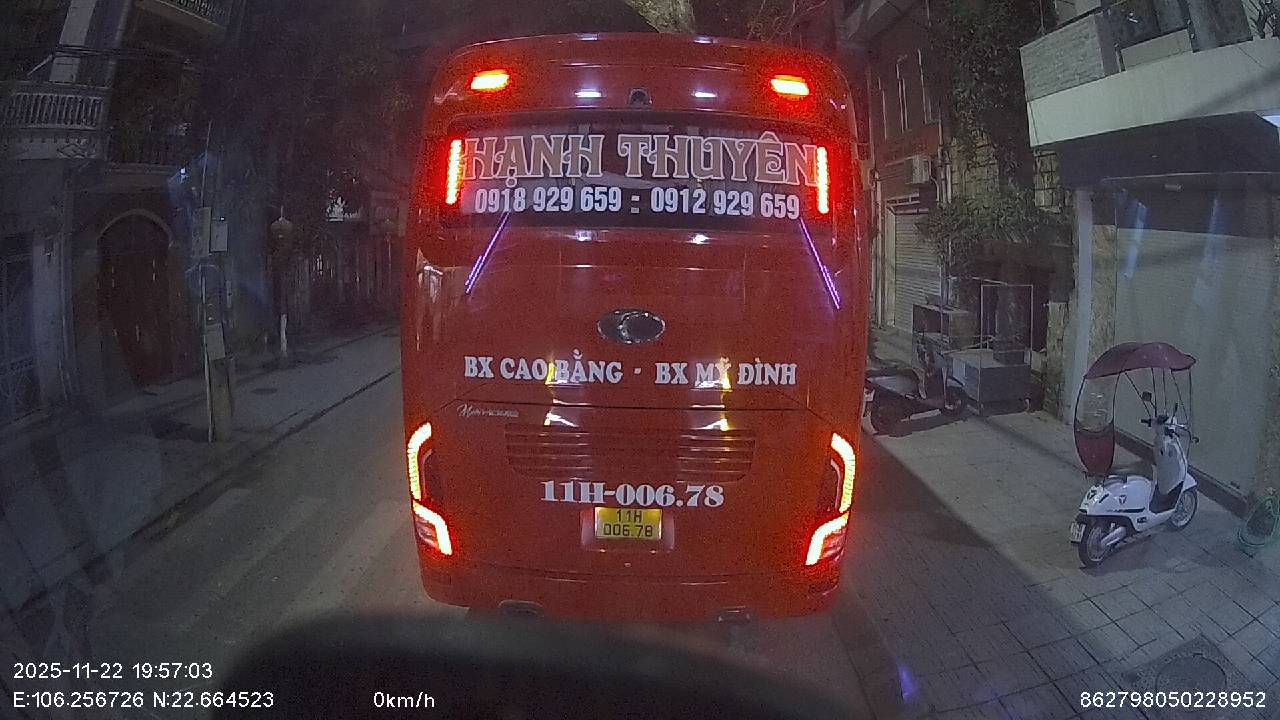 HẠNH THUYÊN
0918 929 659 - 0912 929 659
BX CAO BẰNG - BX MỸ ĐÌNH
11H-006.78
11H
006.78
2025-11-22 19:57:03
E:106.256726 N:22.664523
0km/h
862798050228952